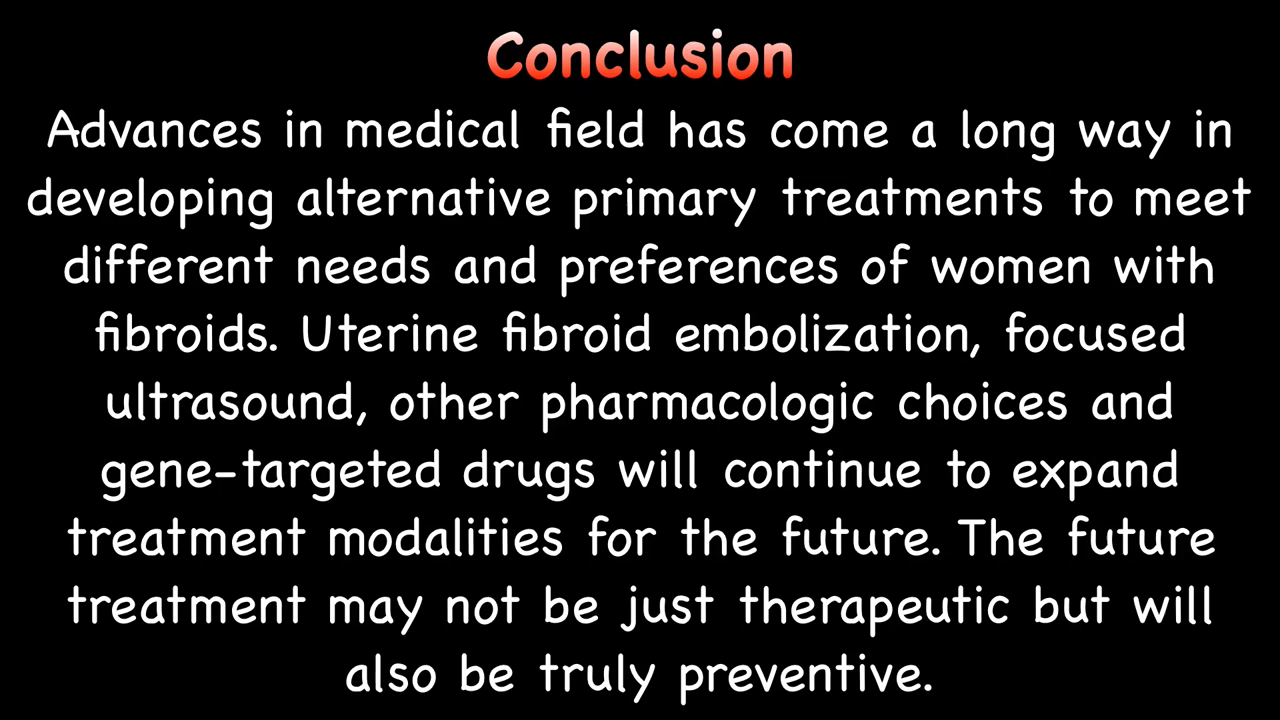 Conclusion
Advances in medical field has come a long way in
developing alternative primary treatments to meet
different needs and preferences of women with
fibroids. Uterine fibroid embolization, focused
ultrasound, other pharmacologic choices and
gene-targeted drugs will continue to expand
treatment modalities for the future. The future
treatment may not be just therapeutic but will
also be truly preventive.